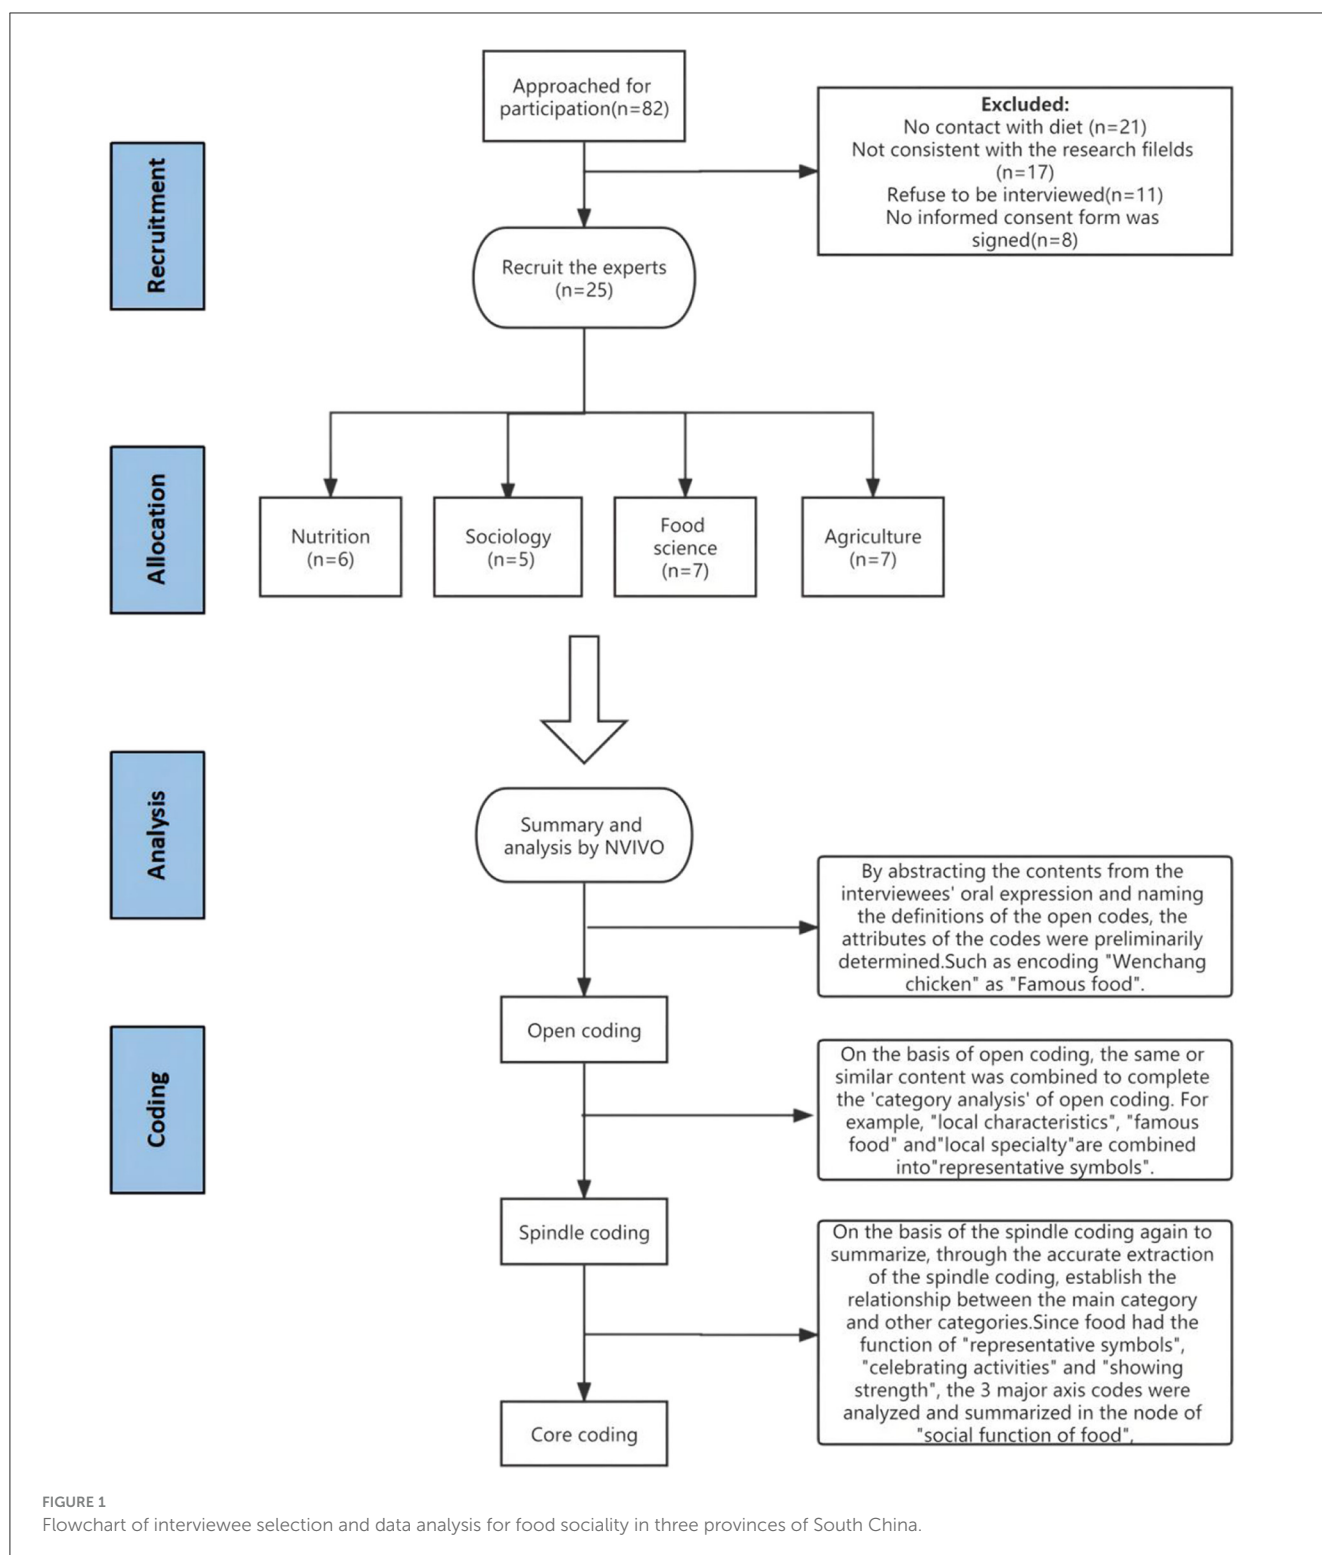 Approached for
participation(n=82)
Excluded:
No contact with diet (n=21)
Not consistent with the research filelds
(n=17)
Refuse to be interviewed(n=11)
No informed consent form was
signed(n=8)
Recruitment
Recruit the experts
(n=25)
Allocation
Nutrition
(n=6)
Sociology
(n=5)
Food
science
(n=7)
Agriculture
(n=7)
Analysis
Summary and
analysis by NVIVO
By abstracting the contents from the
interviewees' oral expression and naming
the definitions of the open codes, the
attributes of the codes were preliminarily
determined.Such as encoding "Wenchang
chicken" as "Famous food".
Coding
Open coding
On the basis of open coding, the same or
similar content was combined to complete
the 'category analysis' of open coding. For
example, "local characteristics", "famous
food" and"local specialty"are combined
into"representative symbols".
Spindle coding
On the basis of the spindle coding again to
summarize, through the accurate extraction
of the spindle coding, establish the
relationship between the main category
and other categories.Since food had the
function of "representative symbols",
"celebrating activities" and "showing
strength", the 3 major axis codes were
analyzed and summarized in the node of
"social function of food",
Core coding
FIGURE 1
Flowchart of interviewee selection and data analysis for food sociality in three provinces of South China.